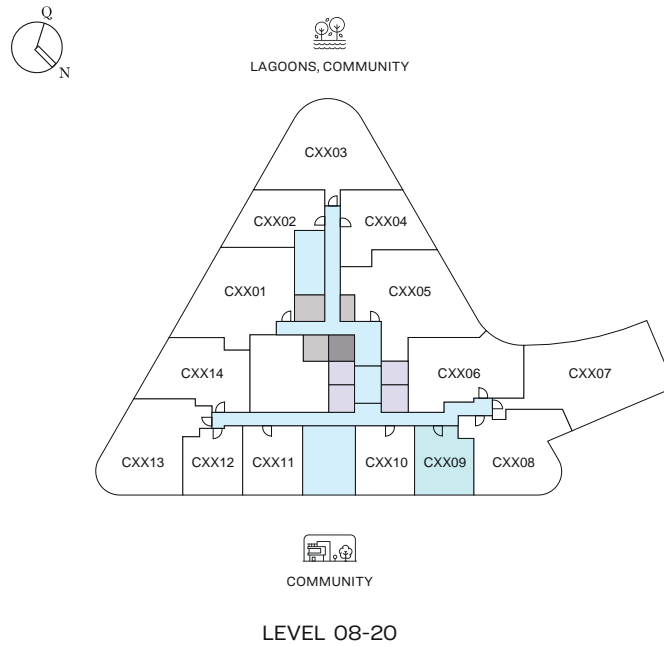 Q
N
LAGOONS, COMMUNITY
CXX03
CXX02
CXX04
CXX01
CXX05
CXX14
CXX06
CXX07
CXX13
CXX12
CXX11
CXX10
CXX09
CXX08
COMMUNITY
LEVEL 08-20